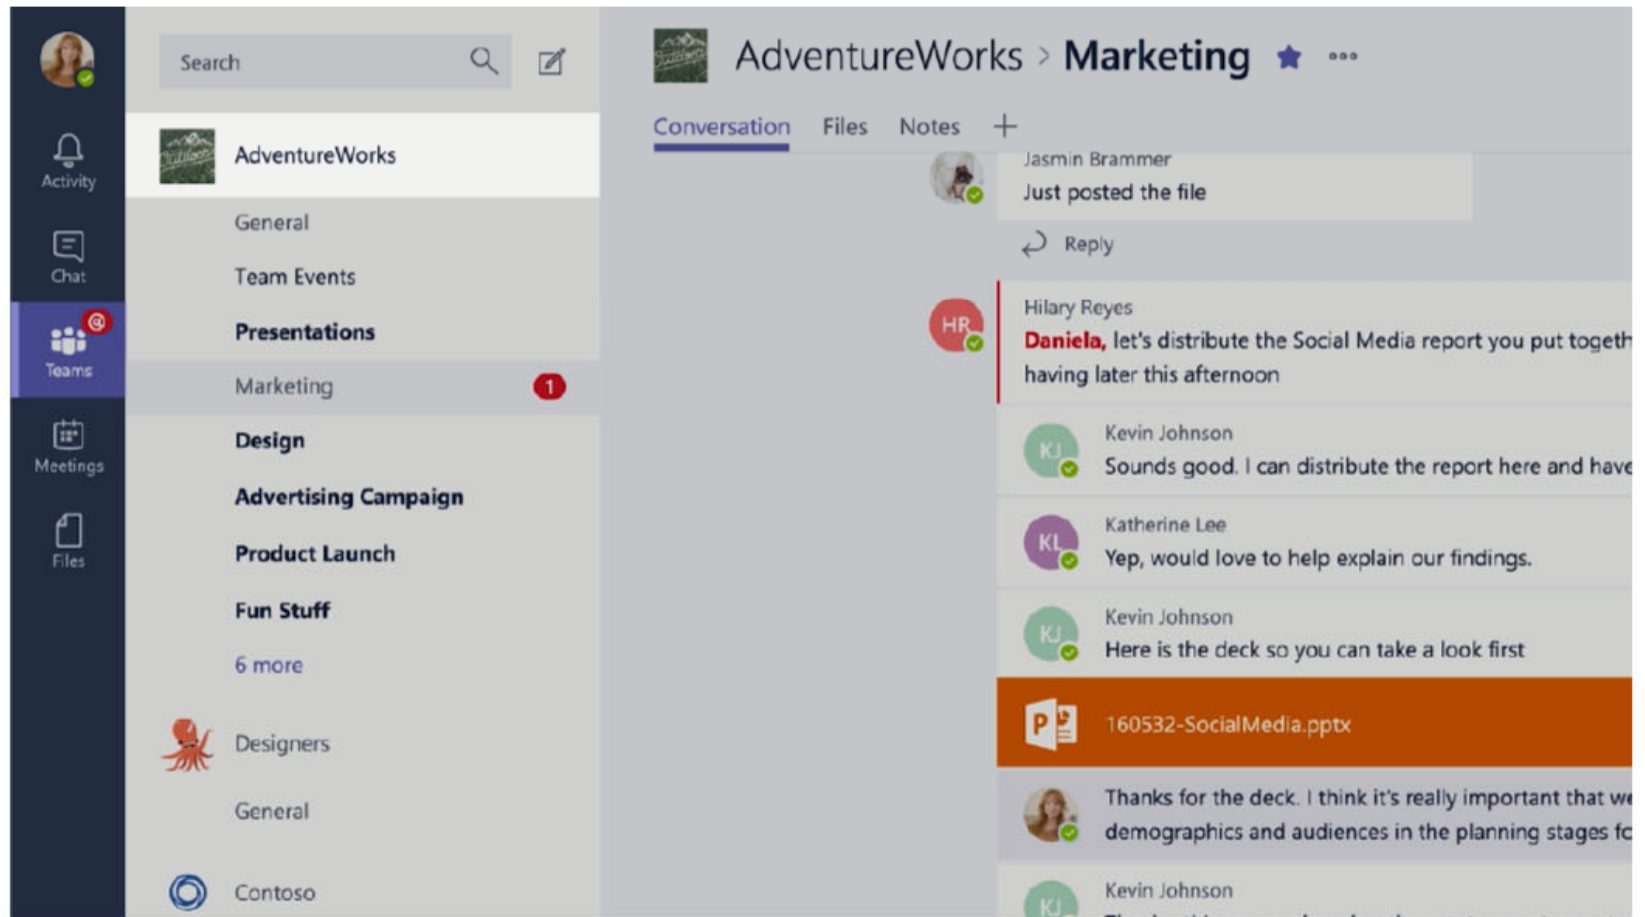 Search
AdventureWorks > Marketing
Activity
Chat
@
Teams
Meetings
Files
Outdoors
AdventureWorks
General
Team Events
Presentations
Marketing
1
Design
Advertising Campaign
Product Launch
Fun Stuff
6 more
Designers
General
Contoso
Conversation Files Notes +
Jasmin Brammer
Just posted the file
Reply
HR
Hilary Reyes
Daniela, let's distribute the Social Media report you put
having later this afternoon
KJ
Kevin Johnson
Sounds good. I can distribute the report here and have
KL
Katherine Lee
Yep, would love to help explain our findings.
KJ
Kevin Johnson
Here is the deck so you can take a look first
P
160532-SocialMedia.pptx
Thanks for the deck. I think it's really important that we
demographics and audiences in the planning stages
KJ
Kevin Johnson